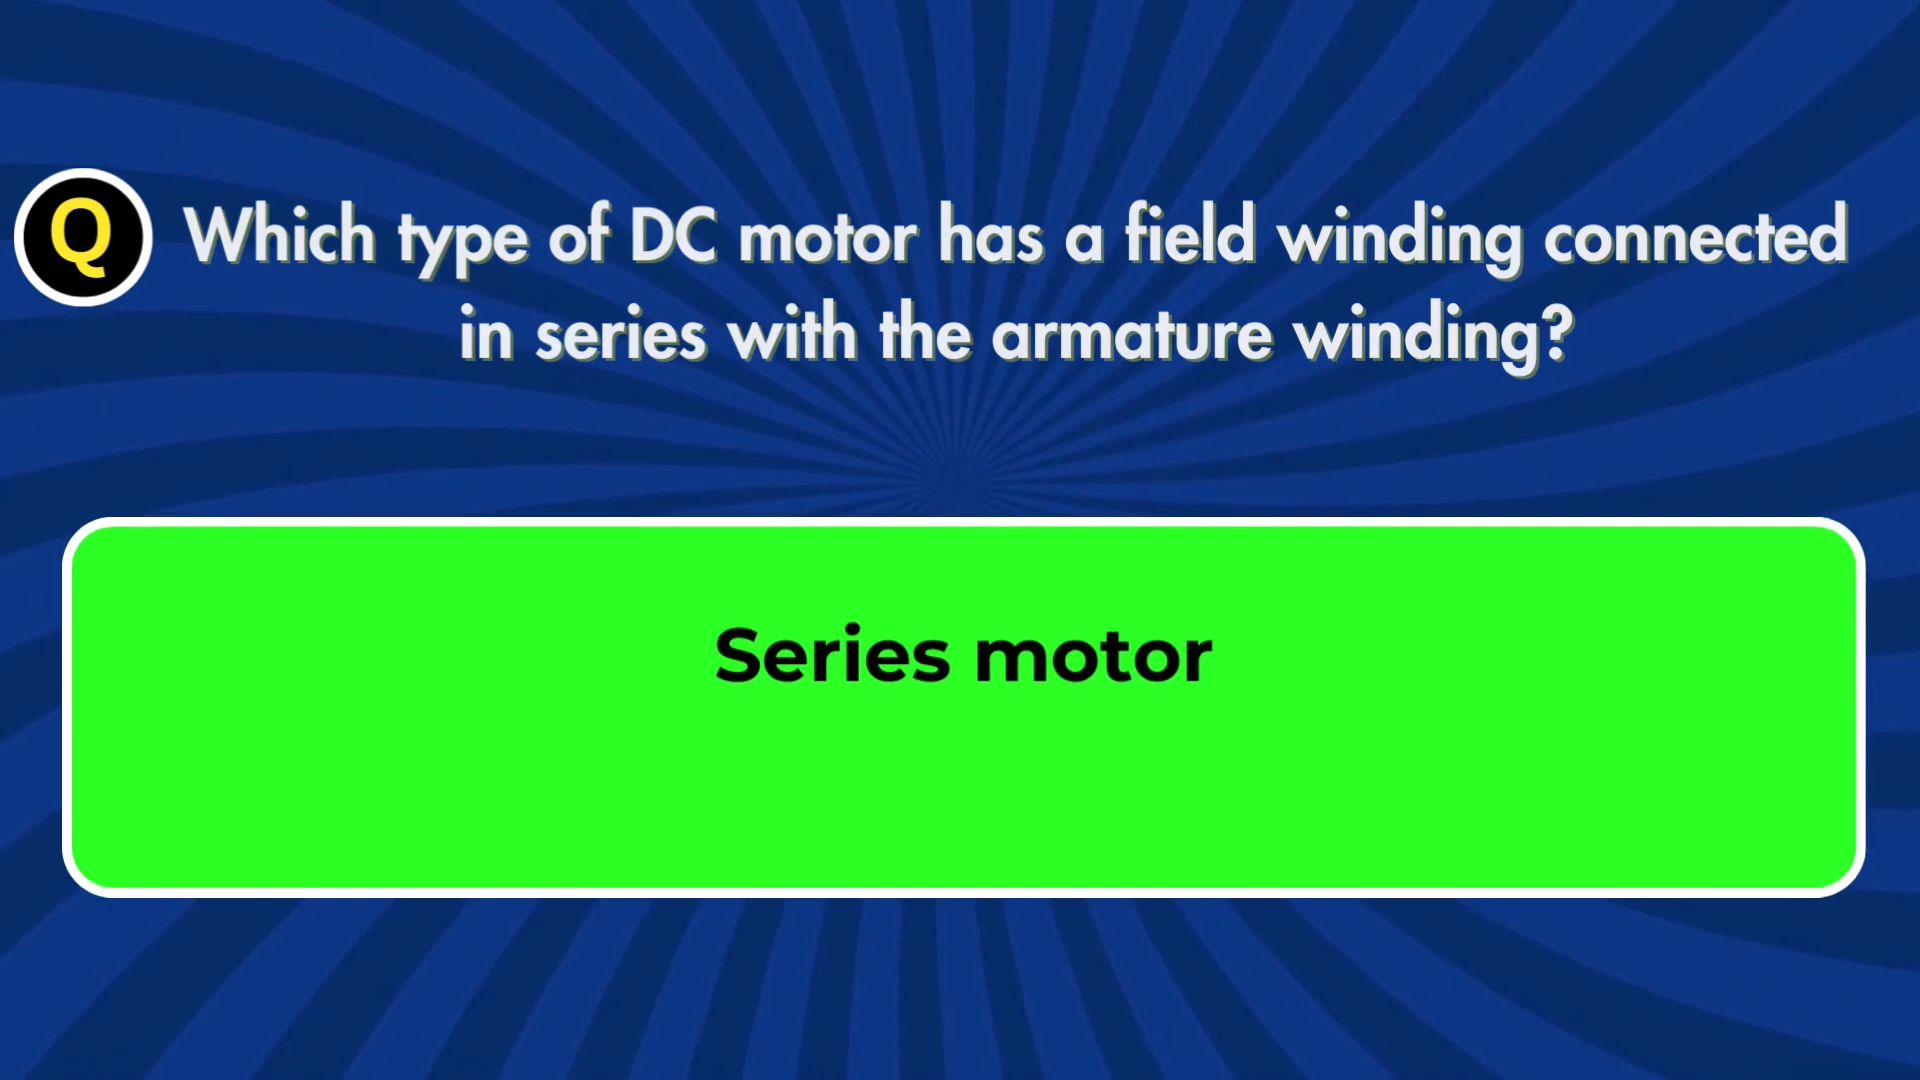 Q Which type of DC motor has a field winding connected
in series with the armature winding?
Series motor